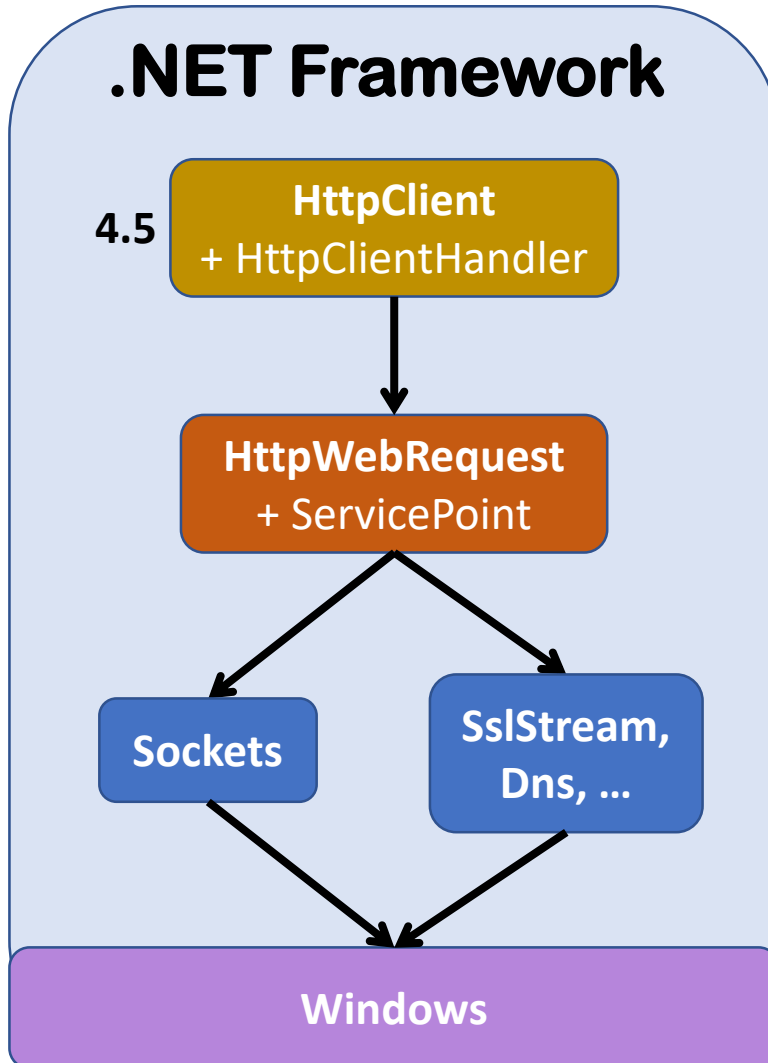 .NET Framework
4.5
HttpClient
+ HttpClientHandler
HttpWebRequest
+ ServicePoint
Sockets
SslStream,
Dns, ...
Windows